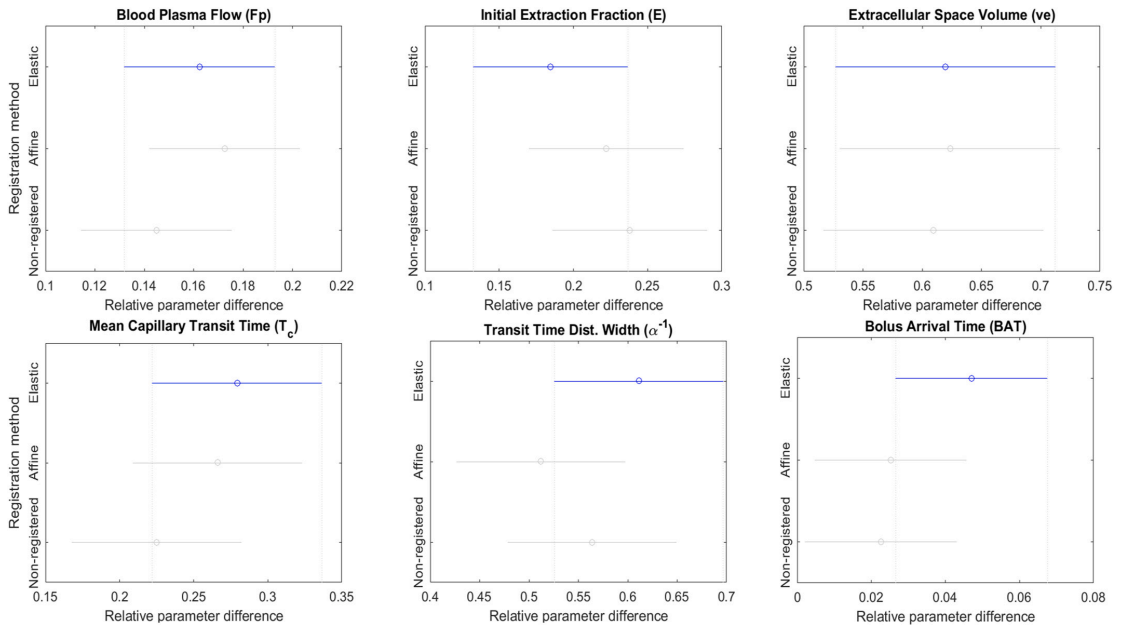 Blood Plasma Flow (Fp)
Registration method
Elastic
Affine
Non-registered
0.1 0.12 0.14 0.16 0.18 0.2 0.22
Relative parameter difference
Initial Extraction Fraction (E)
Elastic
Affine
Non-registered
0.1 0.15 0.2 0.25 0.3
Relative parameter difference
Extracellular Space Volume (ve)
Elastic
Affine
Non-registered
0.5 0.55 0.6 0.65 0.7 0.75
Relative parameter difference
Mean Capillary Transit Time (T_c)
Registration method
Elastic
Affine
Non-registered
0.15 0.2 0.25 0.3 0.35
Relative parameter difference
Transit Time Dist. Width (α^-1)
Elastic
Affine
Non-registered
0.4 0.45 0.5 0.55 0.6 0.65 0.7
Relative parameter difference
Bolus Arrival Time (BAT)
Elastic
Affine
Non-registered
0 0.02 0.04 0.06 0.08
Relative parameter difference